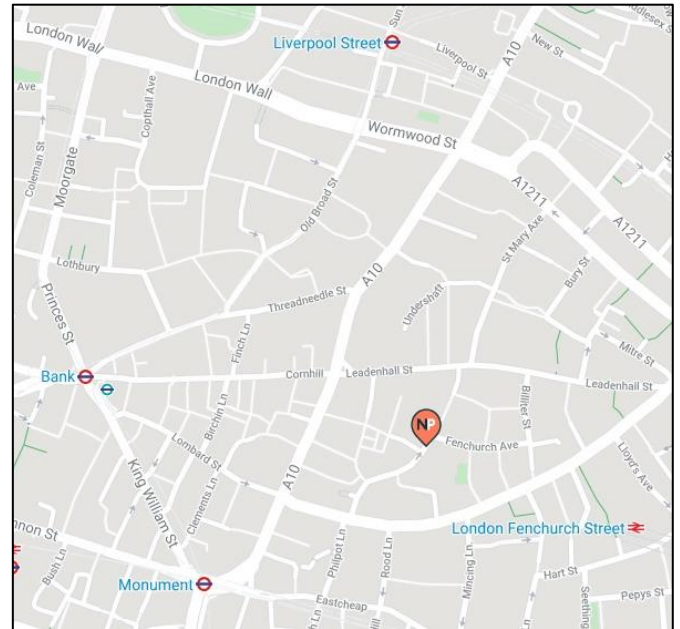 Sun
London Wall
Liverpool Street
Middlesex St
New St
Liverpool St
A10
London Wall
Ave
Copthall Ave
Wormwood St
Coleman St
Moorgate
A1211
A1211
Old Broad St
St Mary Axe
Bury St
Lothbury
A10
Undershaft
Threadneedle St
Princes St
Finch Ln
Mitre St
Bank
Cornhill
Leadenhall St
Leadenhall St
Billiter St
Birchin Ln
NP
Fenchurch Ave
Lombard St
Lloyd's Ave
King William St
A10
Clements Ln
nnon St
London Fenchurch Street
Philpot Ln
Rood Ln
Mincing Ln
Bush Ln
Hart St
Monument
Seething
Pepys St
Eastcheap
Hill